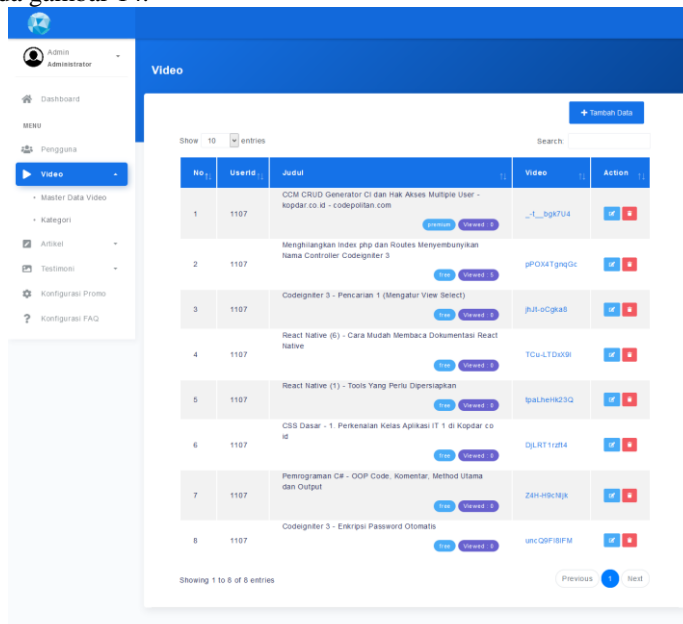 da gambar 14.
Admin
Administrator
Video
Dashboard
MENU
Pengguna
Video
Master Data Video
Kategori
Artikel
Testimoni
Konfigurasi Promo
Konfigurasi FAQ
+ Tambah Data
Show 10 entries
Search:
No UserId Judul Video Action
1 1107 CCM CRUD Generator CI dan Hak Akses Multiple User -
kopdar.co.id - codepolitan.com
premium Viewed : 0
_-t__bgk7U4
2 1107 Menghilangkan Index php dan Routes Menyembunyikan
Nama Controller Codeigniter 3
free Viewed : 5
pPOX4TgnqGc
3 1107 Codeigniter 3 - Pencarian 1 (Mengatur View Select)
free Viewed : 0
jhJt-oCgka8
4 1107 React Native (6) - Cara Mudah Membaca Dokumentasi React
Native
free Viewed : 0
TCu-LTDxX9I
5 1107 React Native (1) - Tools Yang Perlu Dipersiapkan
free Viewed : 0
tpaLheHk23Q
6 1107 CSS Dasar - 1. Perkenalan Kelas Aplikasi IT 1 di Kopdar co
id
free Viewed : 0
DjLRT1rzft4
7 1107 Pemrograman C# - OOP Code, Komentar, Method Utama
dan Output
free Viewed : 0
Z4H-H9cNljk
8 1107 Codeigniter 3 - Enkripsi Password Otomatis
free Viewed : 0
uncQ9FI8IFM
Showing 1 to 8 of 8 entries
Previous 1 Next